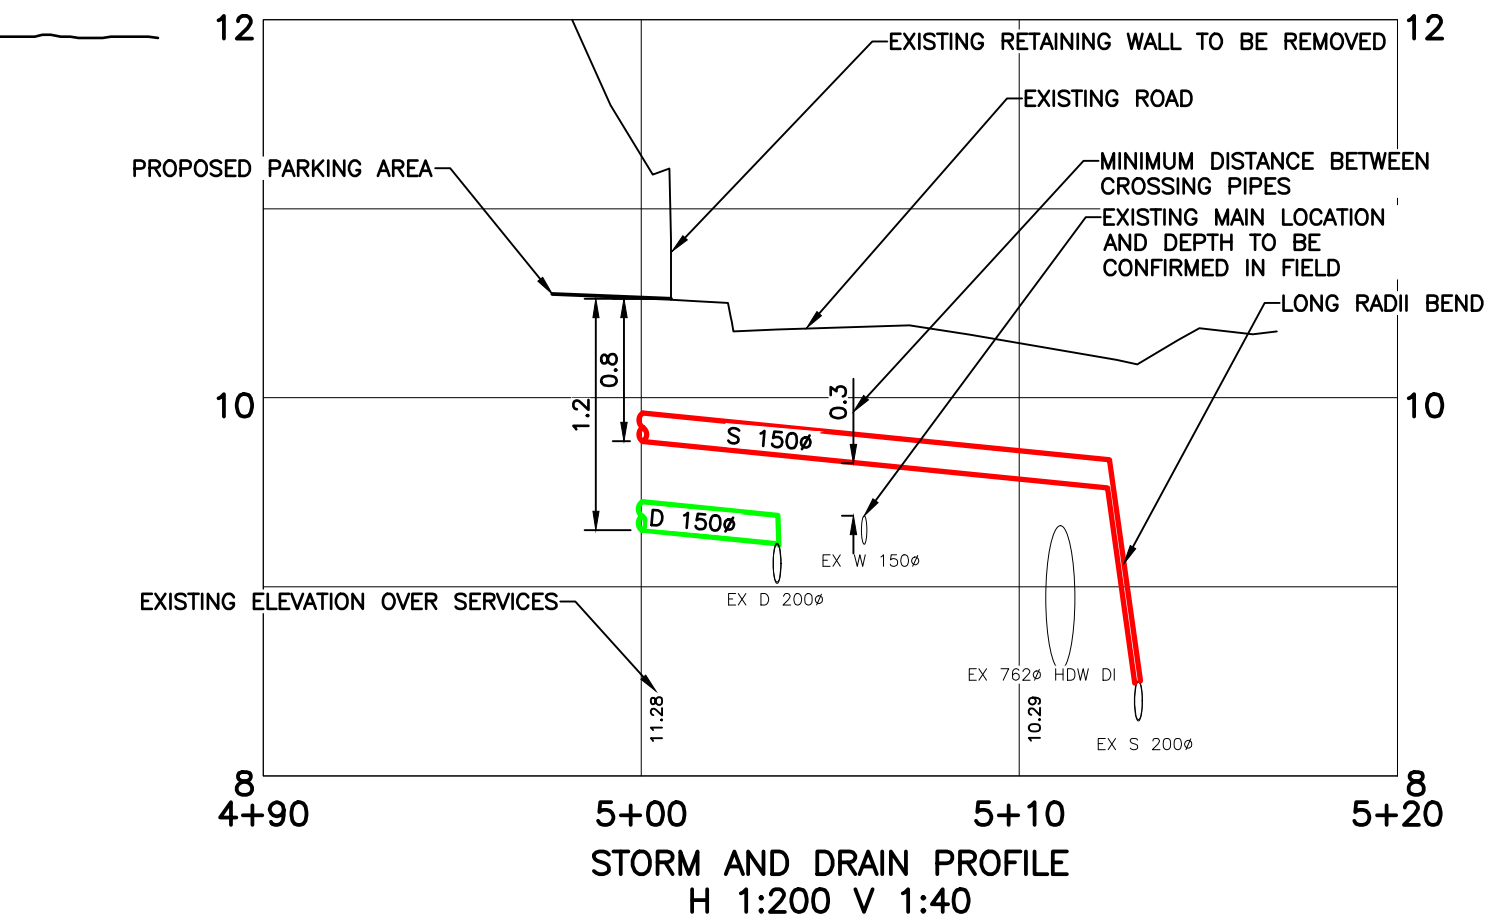 12
12
EXISTING RETAINING WALL TO BE REMOVED
EXISTING ROAD
PROPOSED PARKING AREA
MINIMUM DISTANCE BETWEEN
CROSSING PIPES
EXISTING MAIN LOCATION
AND DEPTH TO BE
CONFIRMED IN FIELD
LONG RADII BEND
0.8
1.2
0.3
10
10
S 150ø
D 150ø
EX W 150ø
EX D 200ø
EXISTING ELEVATION OVER SERVICES
EX 762ø HDW DI
11.28
10.29
EX S 200ø
8
8
4+90
5+00
5+10
5+20
STORM AND DRAIN PROFILE
H 1:200 V 1:40